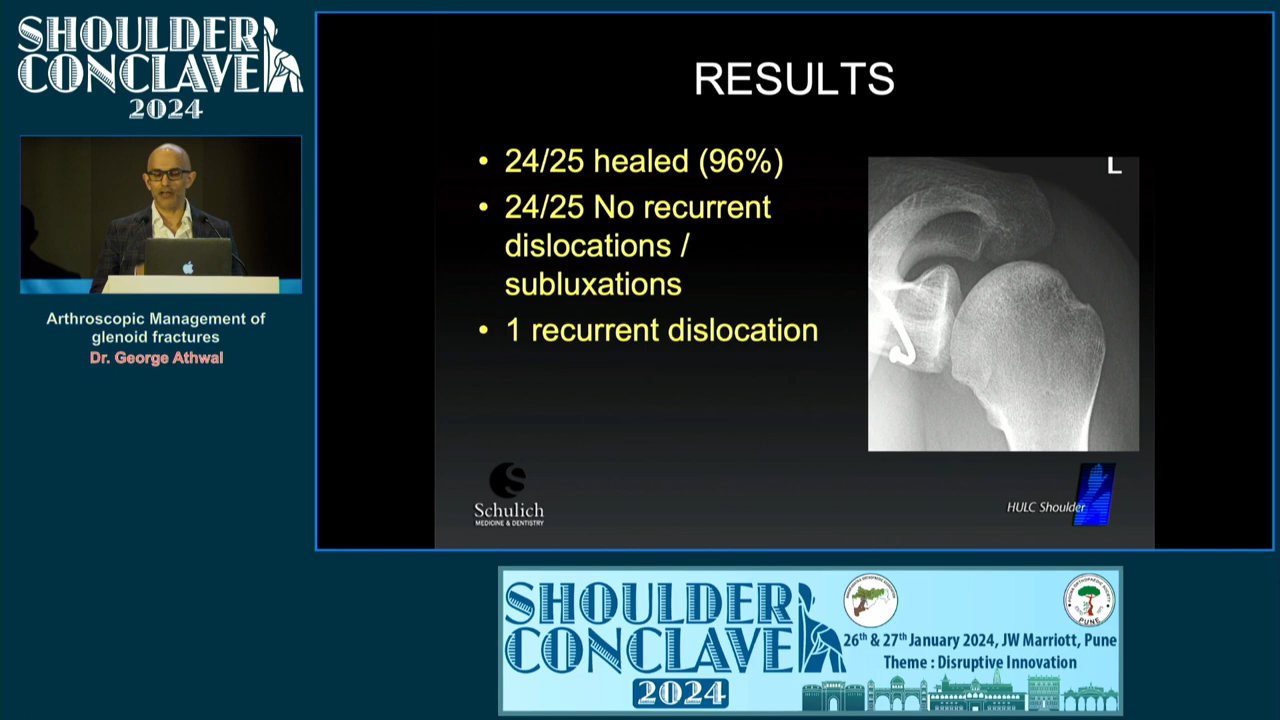 SHOULDER
CONCLAVE
2024
Arthroscopic Management of
glenoid fractures
Dr. George Athwal
RESULTS
• 24/25 healed (96%)
• 24/25 No recurrent
dislocations /
subluxations
• 1 recurrent dislocation
L
Schulich
MEDICINE & DENTISTRY
HULC Shoulder
SHOULDER
CONCLAVE
2024
PUNE
26th & 27th January 2024, JW Marriott, Pune
Theme : Disruptive Innovation